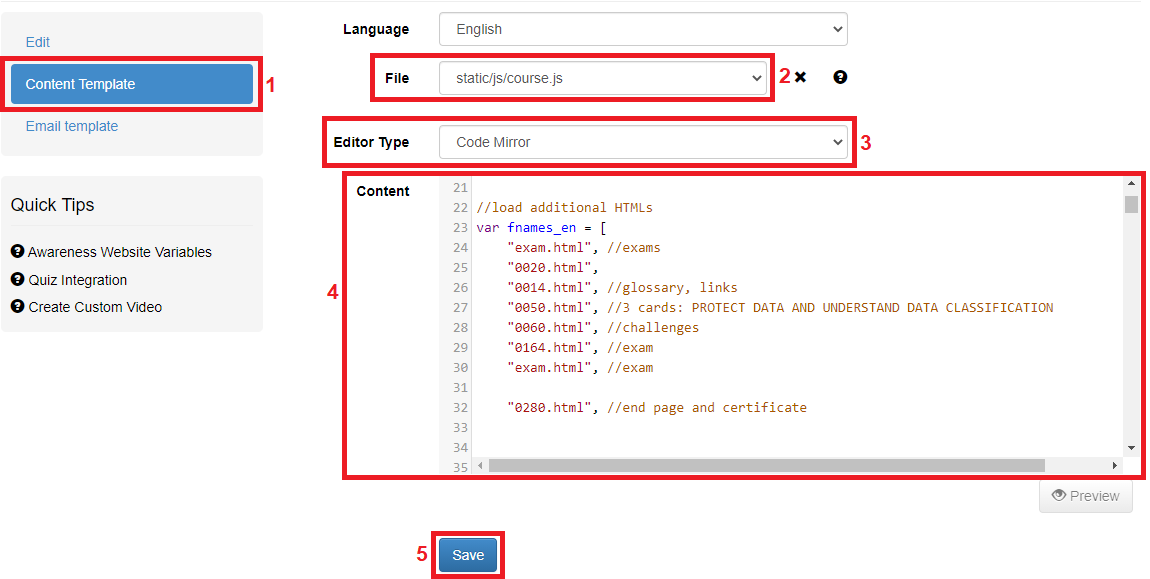 Edit
Content Template 1
Email template
Quick Tips
Awareness Website Variables
Quiz Integration
Create Custom Video
Language English
File static/js/course.js 2
Editor Type Code Mirror 3
Content
4
21
22 //load additional HTMLs
23 var fnames_en = [
24 "exam.html", //exams
25 "0020.html",
26 "0014.html", //glossary, links
27 "0050.html", //3 cards: PROTECT DATA AND UNDERSTAND DATA CLASSIFICATION
28 "0060.html", //challenges
29 "0164.html", //exam
30 "exam.html", //exam
31
32 "0280.html", //end page and certificate
33
34
35
Preview
5 Save